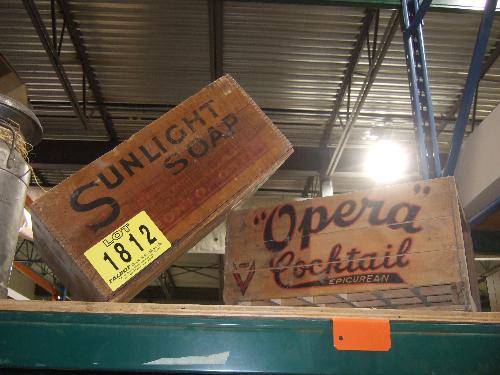 SUNLIGHT
SOAP
LOT
1812
"Opera"
Cocktail
EPICUREAN